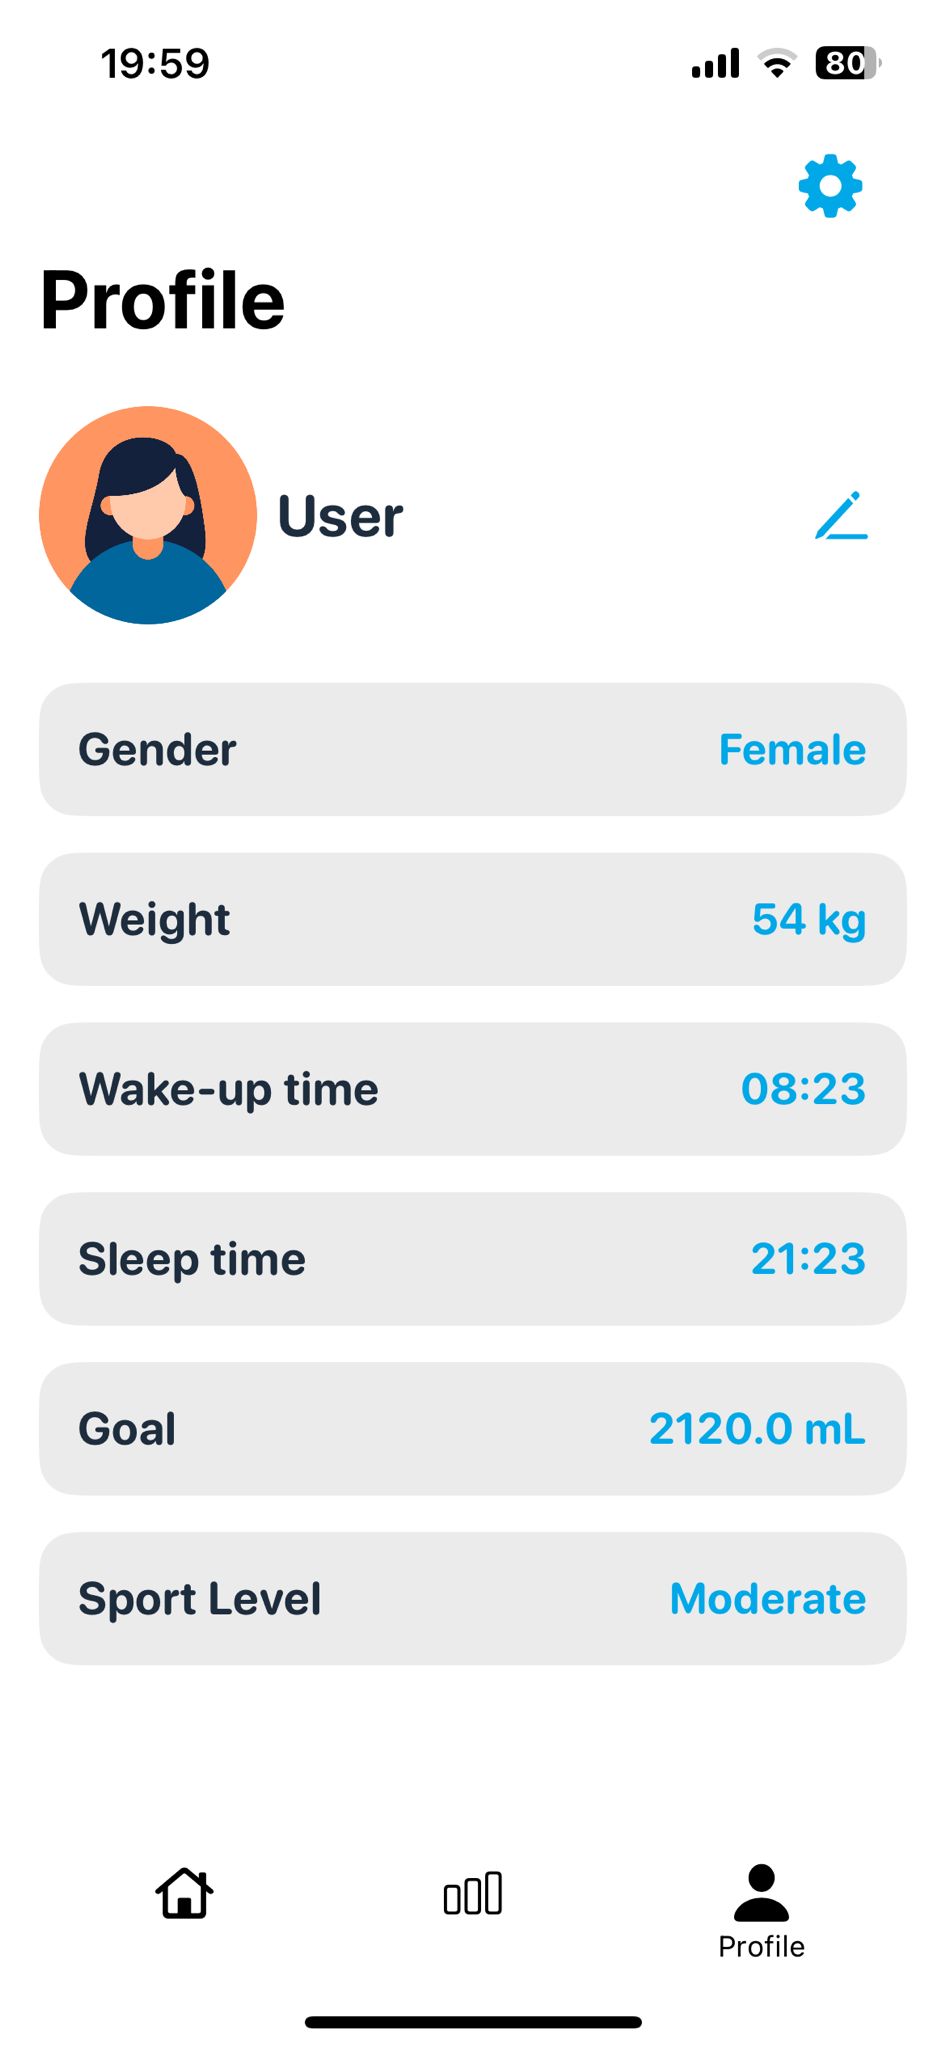 19:59
80
Profile
User
Gender Female
Weight 54 kg
Wake-up time 08:23
Sleep time 21:23
Goal 2120.0 mL
Sport Level Moderate
Profile